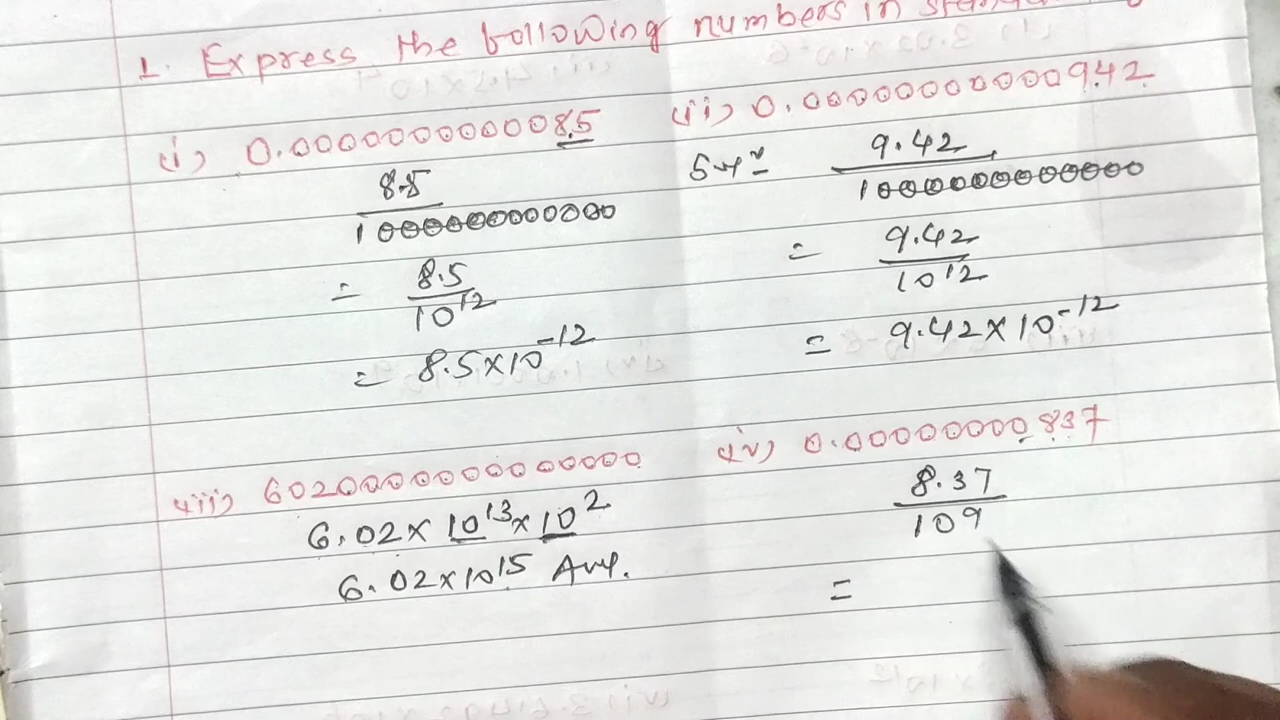 1. Express the following numbers in
i) 0.0000000000085
8.5
1000000000000
= 8.5
10^12
= 8.5×10^-12
ii) 0.00000000000942
9.42
1000000000000
= 9.42
10^12
= 9.42×10^-12
iii) 6020000000000000
6.02×10^13×10^2
6.02×10^15 Ans.
iv) 0.00000000837
8.37
10^9
=